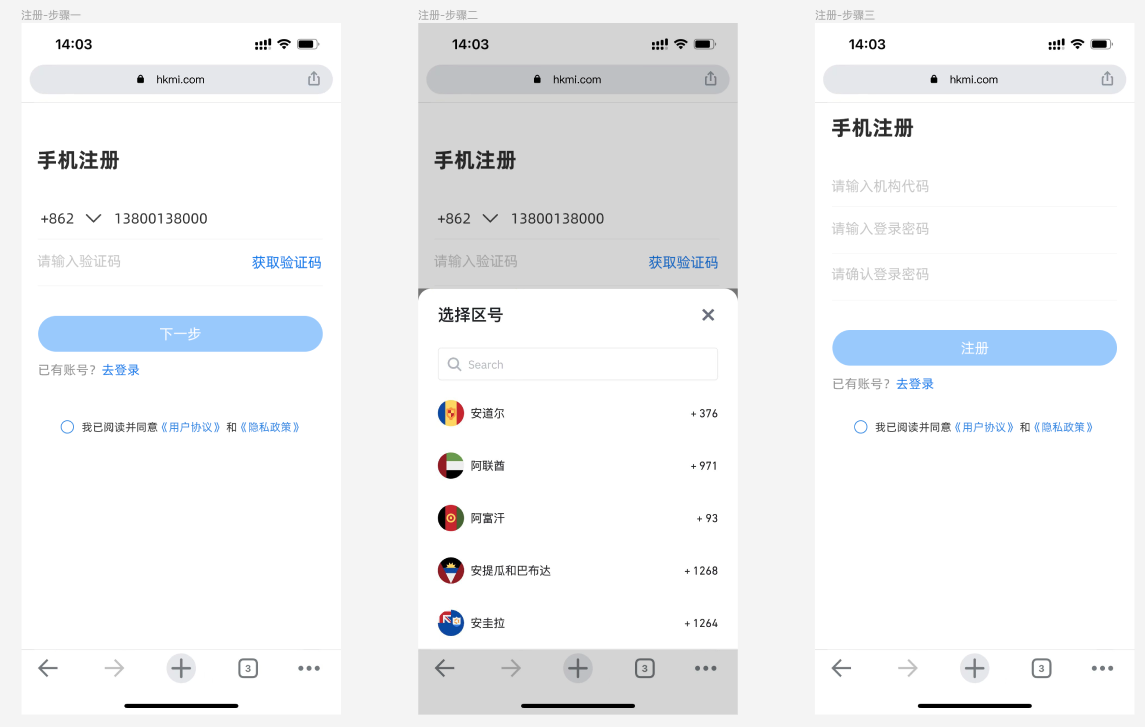 注册-步骤一
14:03
hkmi.com
手机注册
+862 13800138000
请输入验证码 获取验证码
下一步
已有账号？去登录
我已阅读并同意《用户协议》和《隐私政策》
3
注册-步骤二
14:03
hkmi.com
手机注册
+862 13800138000
请输入验证码 获取验证码
选择区号
Search
安道尔 + 376
阿联酋 + 971
阿富汗 + 93
安提瓜和巴布达 + 1268
安圭拉 + 1264
3
注册-步骤三
14:03
hkmi.com
手机注册
请输入机构代码
请输入登录密码
请确认登录密码
注册
已有账号？去登录
我已阅读并同意《用户协议》和《隐私政策》
3